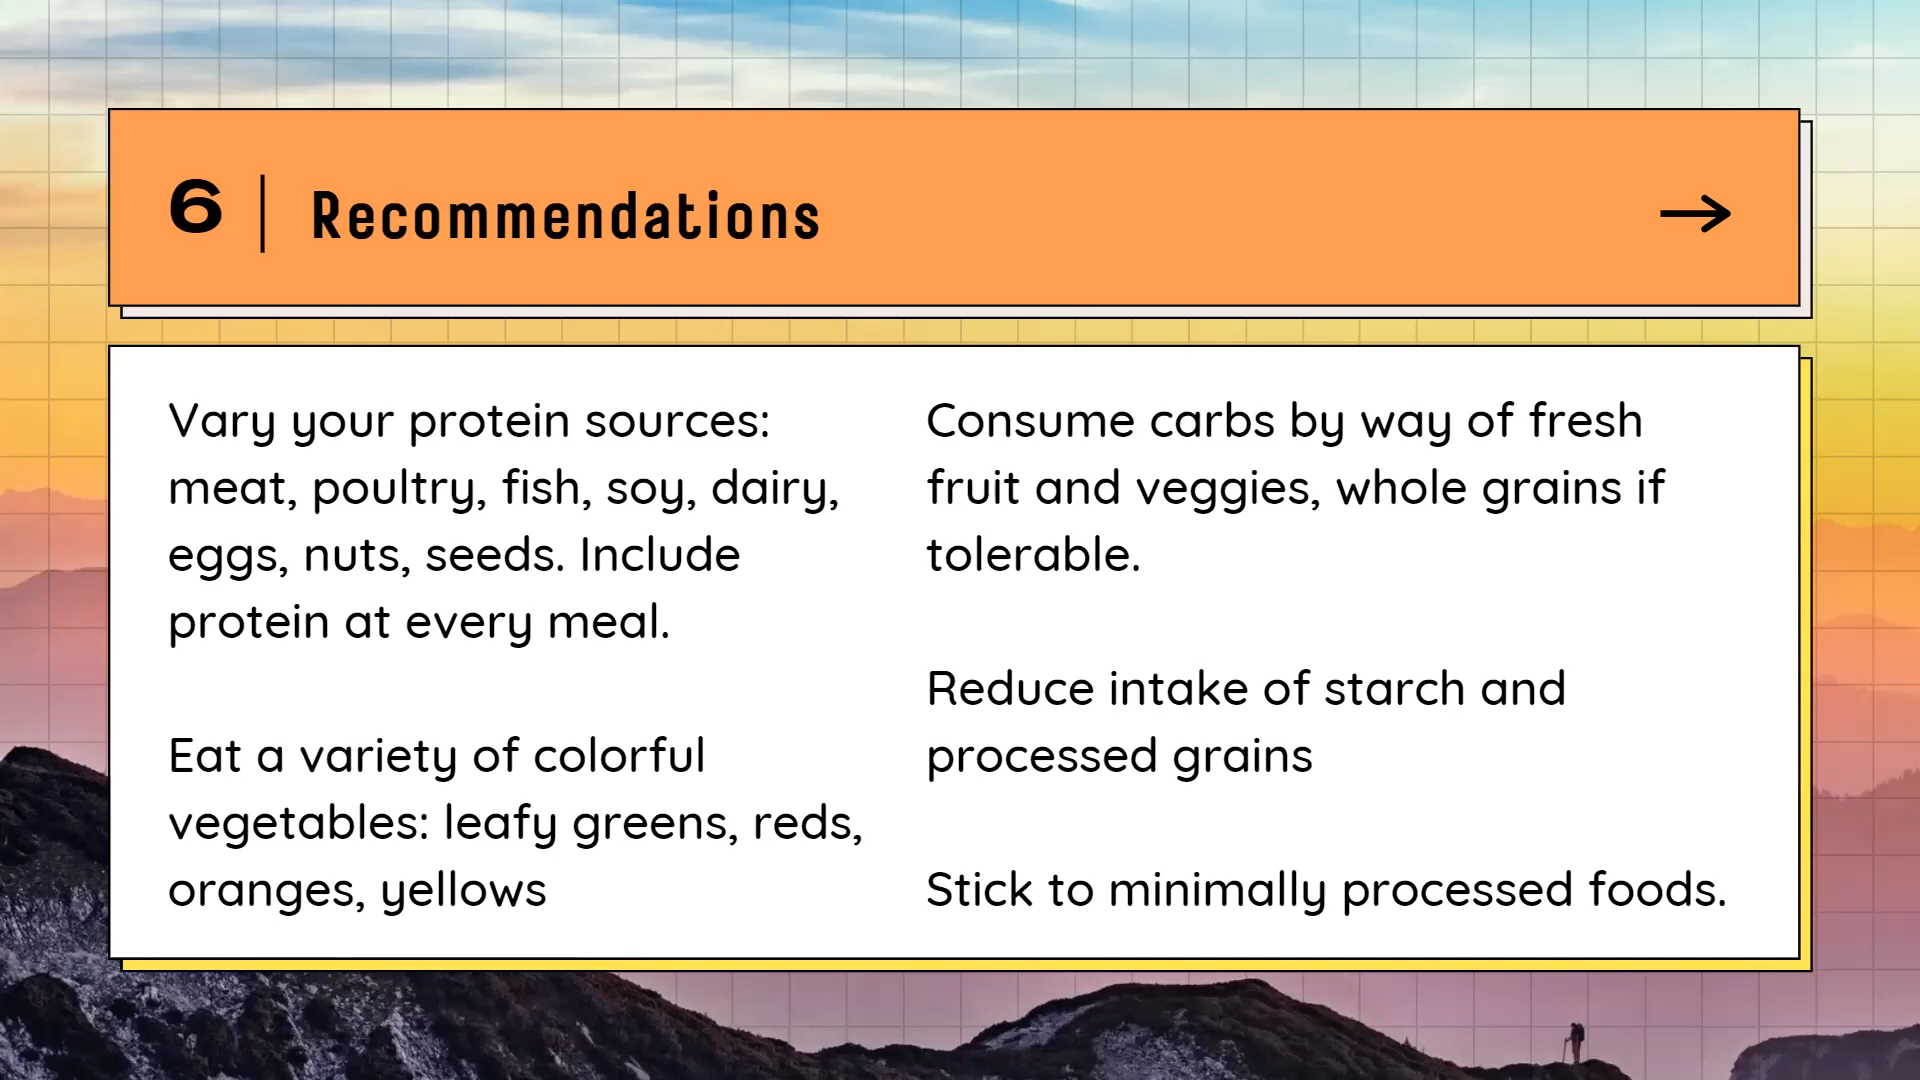 6 | Recommendations →
Vary your protein sources:
meat, poultry, fish, soy, dairy,
eggs, nuts, seeds. Include
protein at every meal.
Eat a variety of colorful
vegetables: leafy greens, reds,
oranges, yellows
Consume carbs by way of fresh
fruit and veggies, whole grains if
tolerable.
Reduce intake of starch and
processed grains
Stick to minimally processed foods.